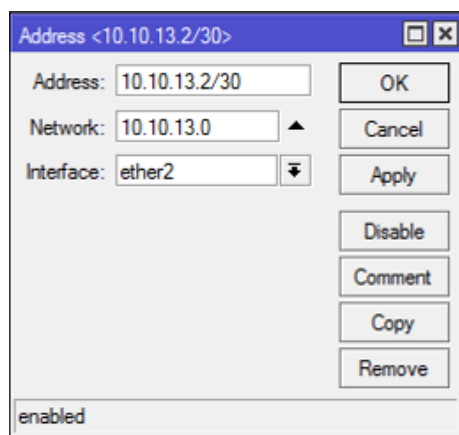 Address <10.10.13.2/30>
Address: 10.10.13.2/30 OK
Network: 10.10.13.0 Cancel
Interface: ether2 Apply
Disable
Comment
Copy
Remove
enabled